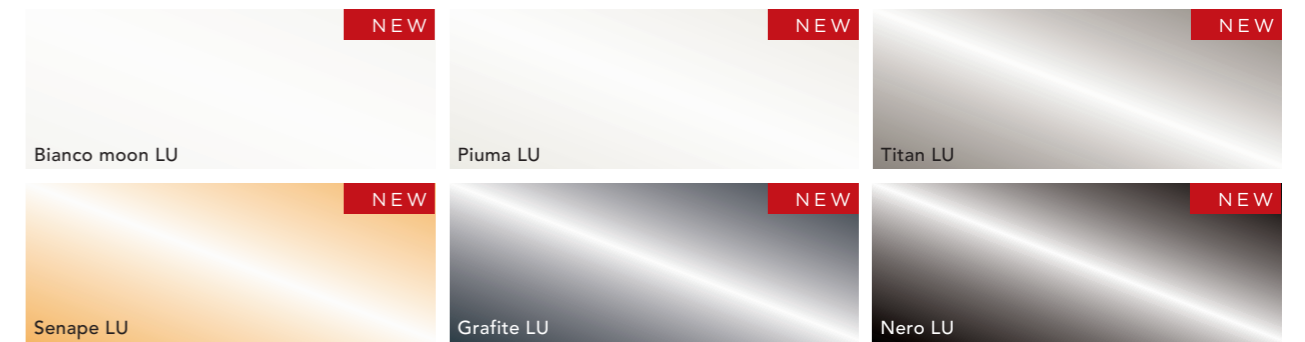 NEW
Bianco moon LU
NEW
Piuma LU
NEW
Titan LU
NEW
Senape LU
NEW
Grafite LU
NEW
Nero LU